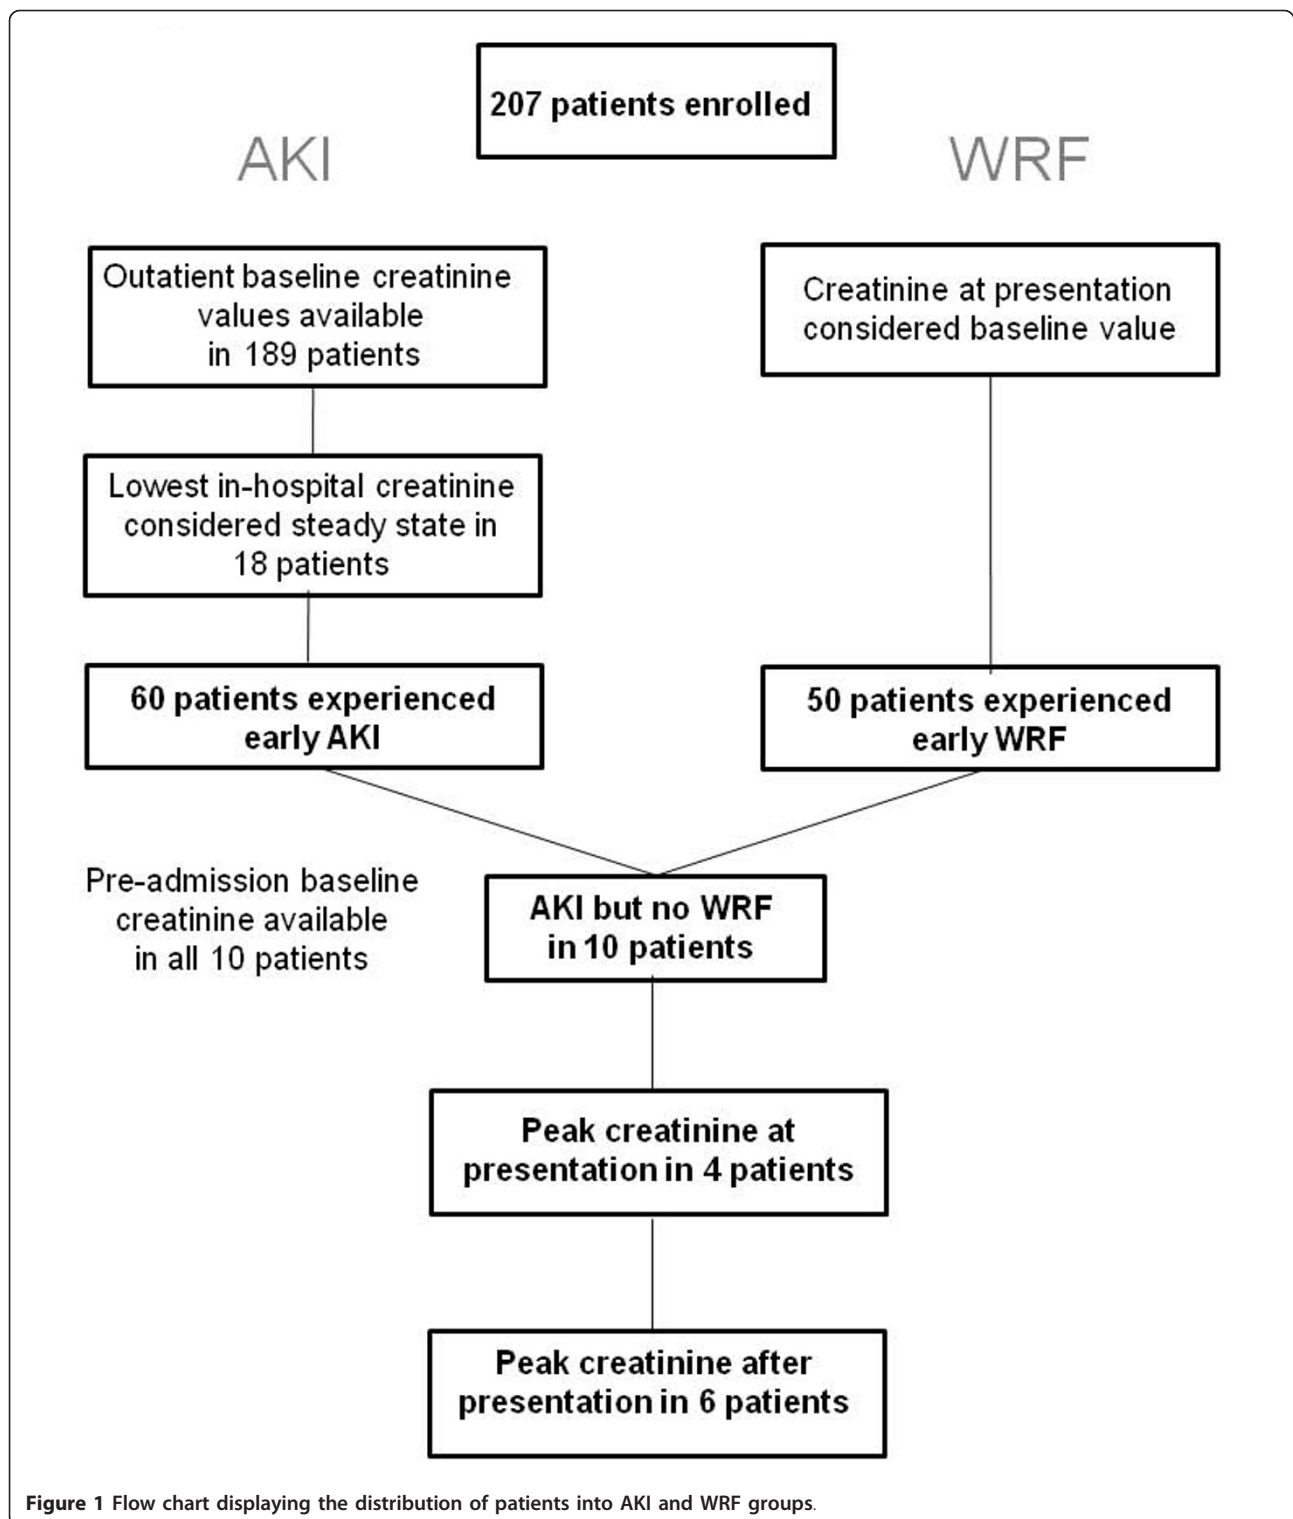 207 patients enrolled
AKI
WRF
Outatient baseline creatinine
values available
in 189 patients
Creatinine at presentation
considered baseline value
Lowest in-hospital creatinine
considered steady state in
18 patients
60 patients experienced
early AKI
50 patients experienced
early WRF
Pre-admission baseline
creatinine available
in all 10 patients
AKI but no WRF
in 10 patients
Peak creatinine at
presentation in 4 patients
Peak creatinine after
presentation in 6 patients
Figure 1 Flow chart displaying the distribution of patients into AKI and WRF groups.